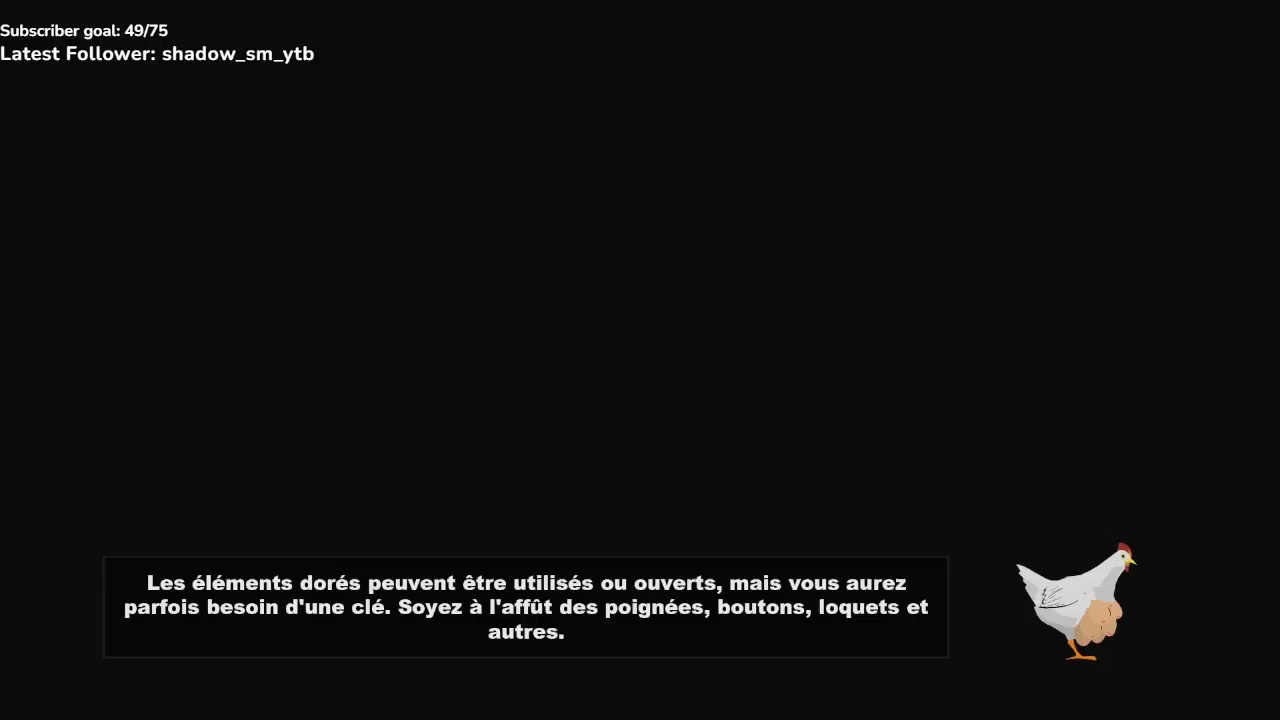 Subscriber goal: 49/75
Latest Follower: shadow_sm_ytb
Les éléments dorés peuvent être utilisés ou ouverts, mais vous aurez
parfois besoin d'une clé. Soyez à l'affût des poignées, boutons, loquets et
autres.